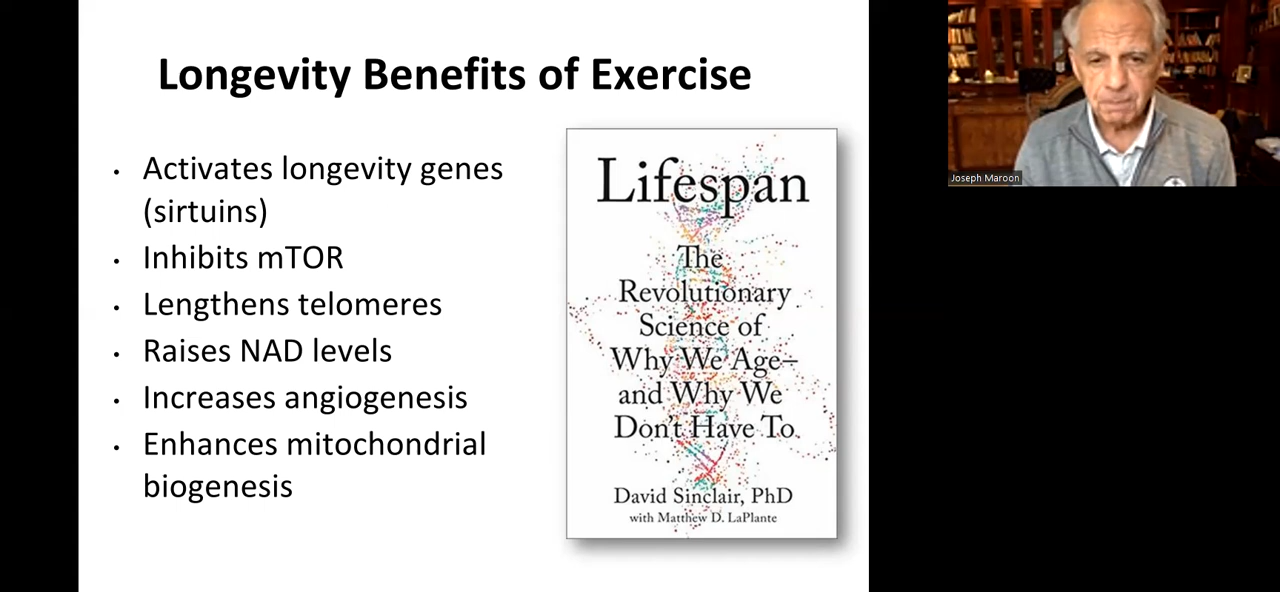 Longevity Benefits of Exercise
• Activates longevity genes
(sirtuins)
• Inhibits mTOR
• Lengthens telomeres
• Raises NAD levels
• Increases angiogenesis
• Enhances mitochondrial
biogenesis
Lifespan
The
Revolutionary
Science of
Why We Age–
and Why We
Don't Have To
David Sinclair, PhD
with Matthew D. LaPlante
Joseph Maroon